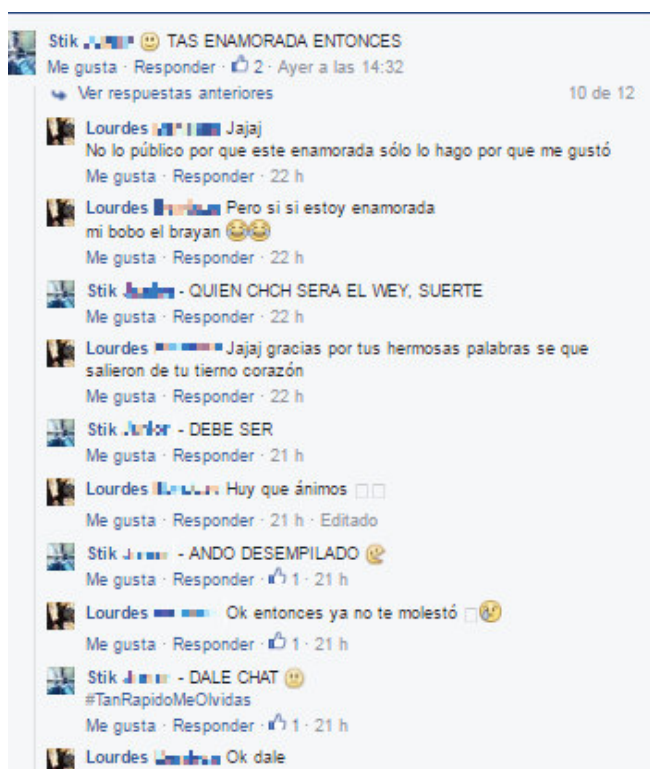 Stik TAS ENAMORADA ENTONCES
Me gusta · Responder · 2 · Ayer a las 14:32
Ver respuestas anteriores 10 de 12
Lourdes Jajaj
No lo público por que este enamorada sólo lo hago por que me gustó
Me gusta · Responder · 22 h
Lourdes Pero si si estoy enamorada
mi bobo el brayan
Me gusta · Responder · 22 h
Stik - QUIEN CHCH SERA EL WEY, SUERTE
Me gusta · Responder · 22 h
Lourdes Jajaj gracias por tus hermosas palabras se que
salieron de tu tierno corazón
Me gusta · Responder · 22 h
Stik - DEBE SER
Me gusta · Responder · 21 h
Lourdes Huy que ánimos
Me gusta · Responder · 21 h · Editado
Stik - ANDO DESEMPILADO
Me gusta · Responder · 1 · 21 h
Lourdes Ok entonces ya no te molestó
Me gusta · Responder · 1 · 21 h
Stik - DALE CHAT
#TanRapidoMeOlvidas
Me gusta · Responder · 1 · 21 h
Lourdes Ok dale